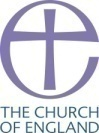 THE CHURCH
OF ENGLAND